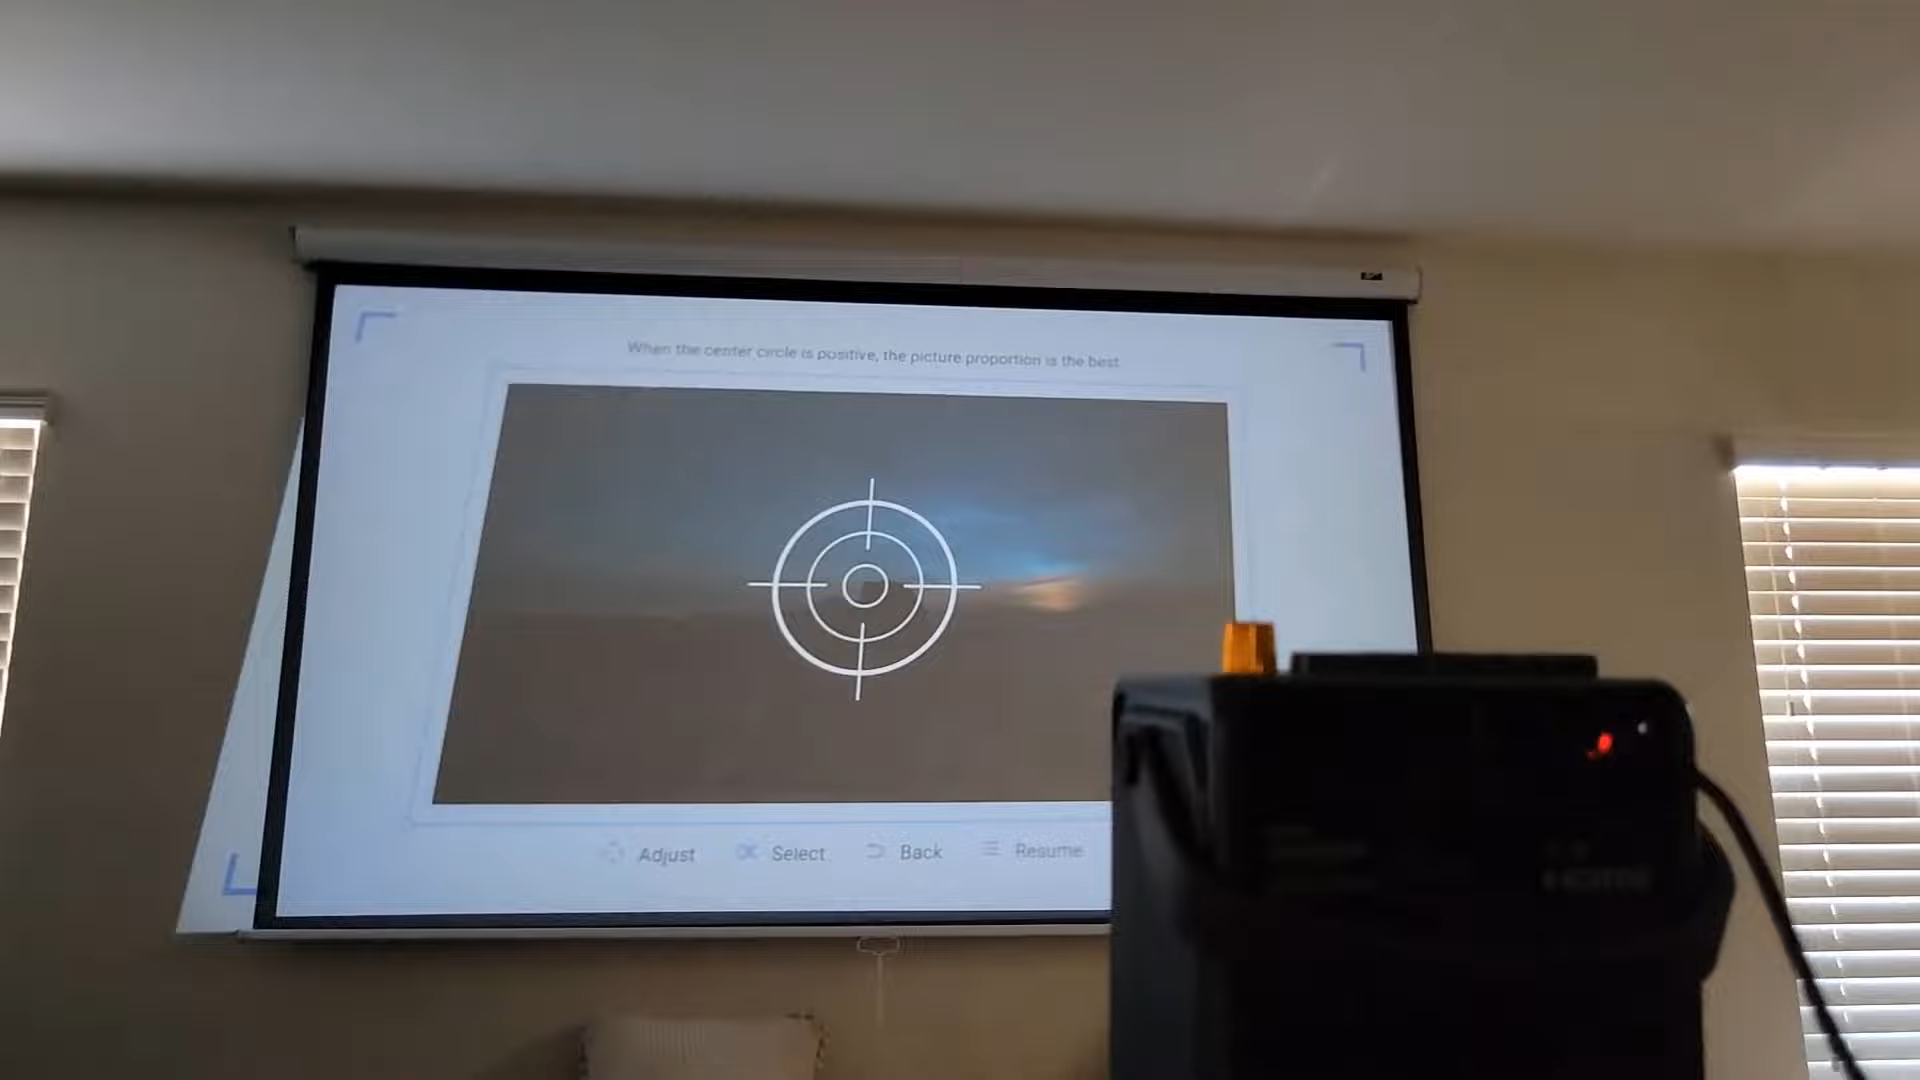 When the center circle is positive, the picture proportion is the best
Adjust
Select
Back
Resume